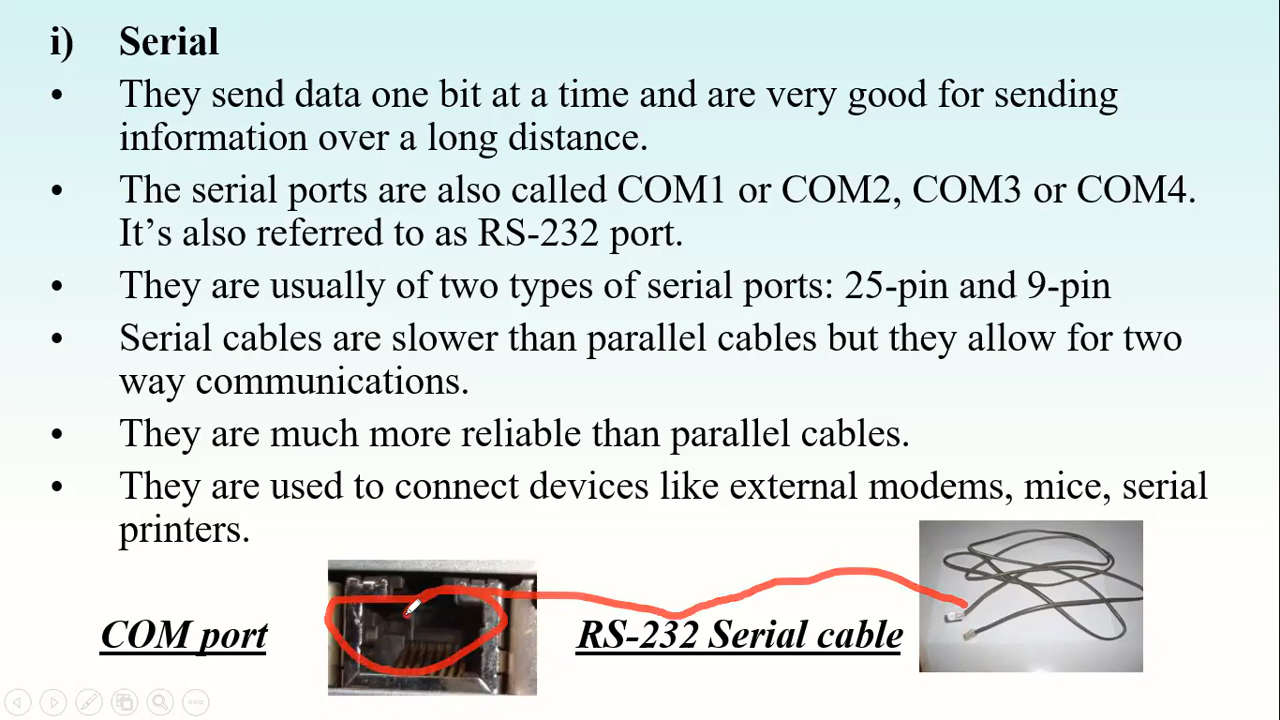 i) Serial
• They send data one bit at a time and are very good for sending
information over a long distance.
• The serial ports are also called COM1 or COM2, COM3 or COM4.
It’s also referred to as RS-232 port.
• They are usually of two types of serial ports: 25-pin and 9-pin
• Serial cables are slower than parallel cables but they allow for two
way communications.
• They are much more reliable than parallel cables.
• They are used to connect devices like external modems, mice, serial
printers.
COM port
RS-232 Serial cable